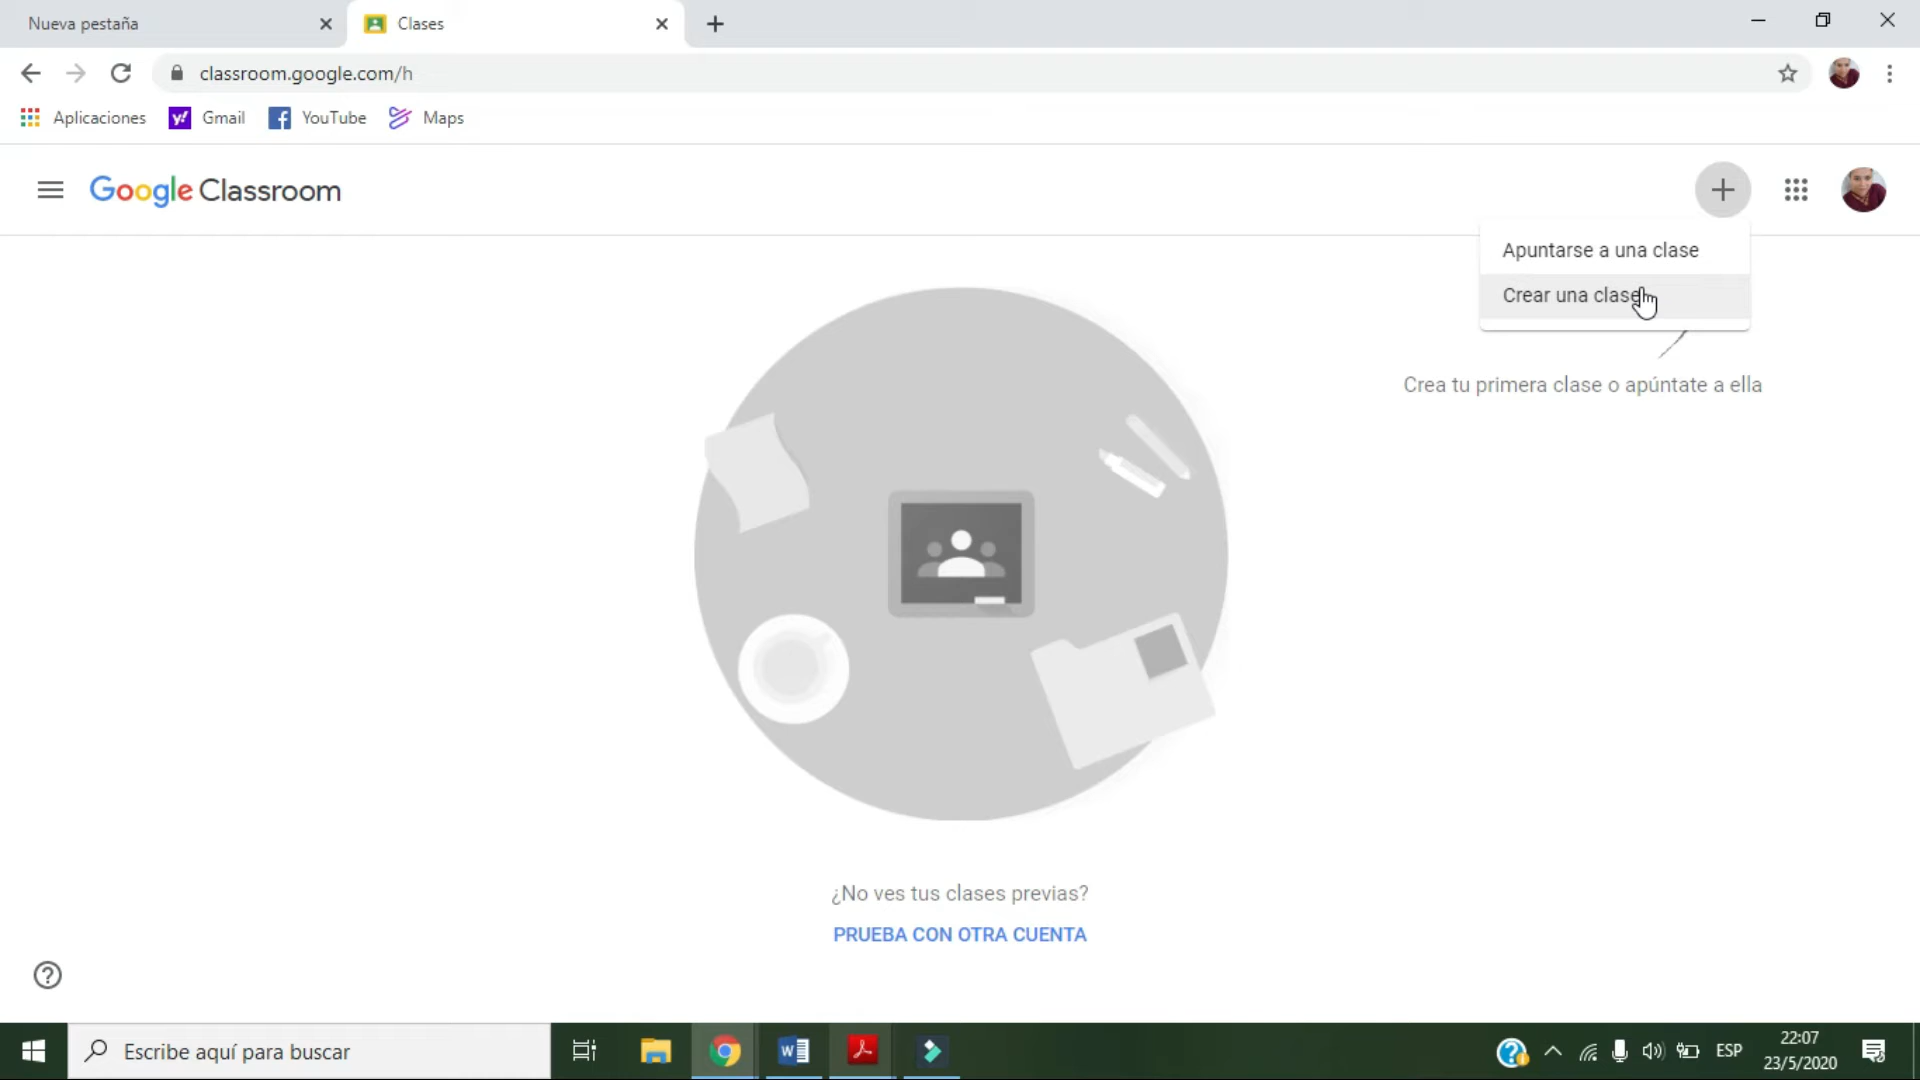 Nueva pestaña
Clases
classroom.google.com/h
Aplicaciones
Gmail
YouTube
Maps
Google Classroom
Apuntarse a una clase
Crear una clase
Crea tu primera clase o apúntate a ella
¿No ves tus clases previas?
PRUEBA CON OTRA CUENTA
Escribe aquí para buscar
ESP
22:07
23/5/2020